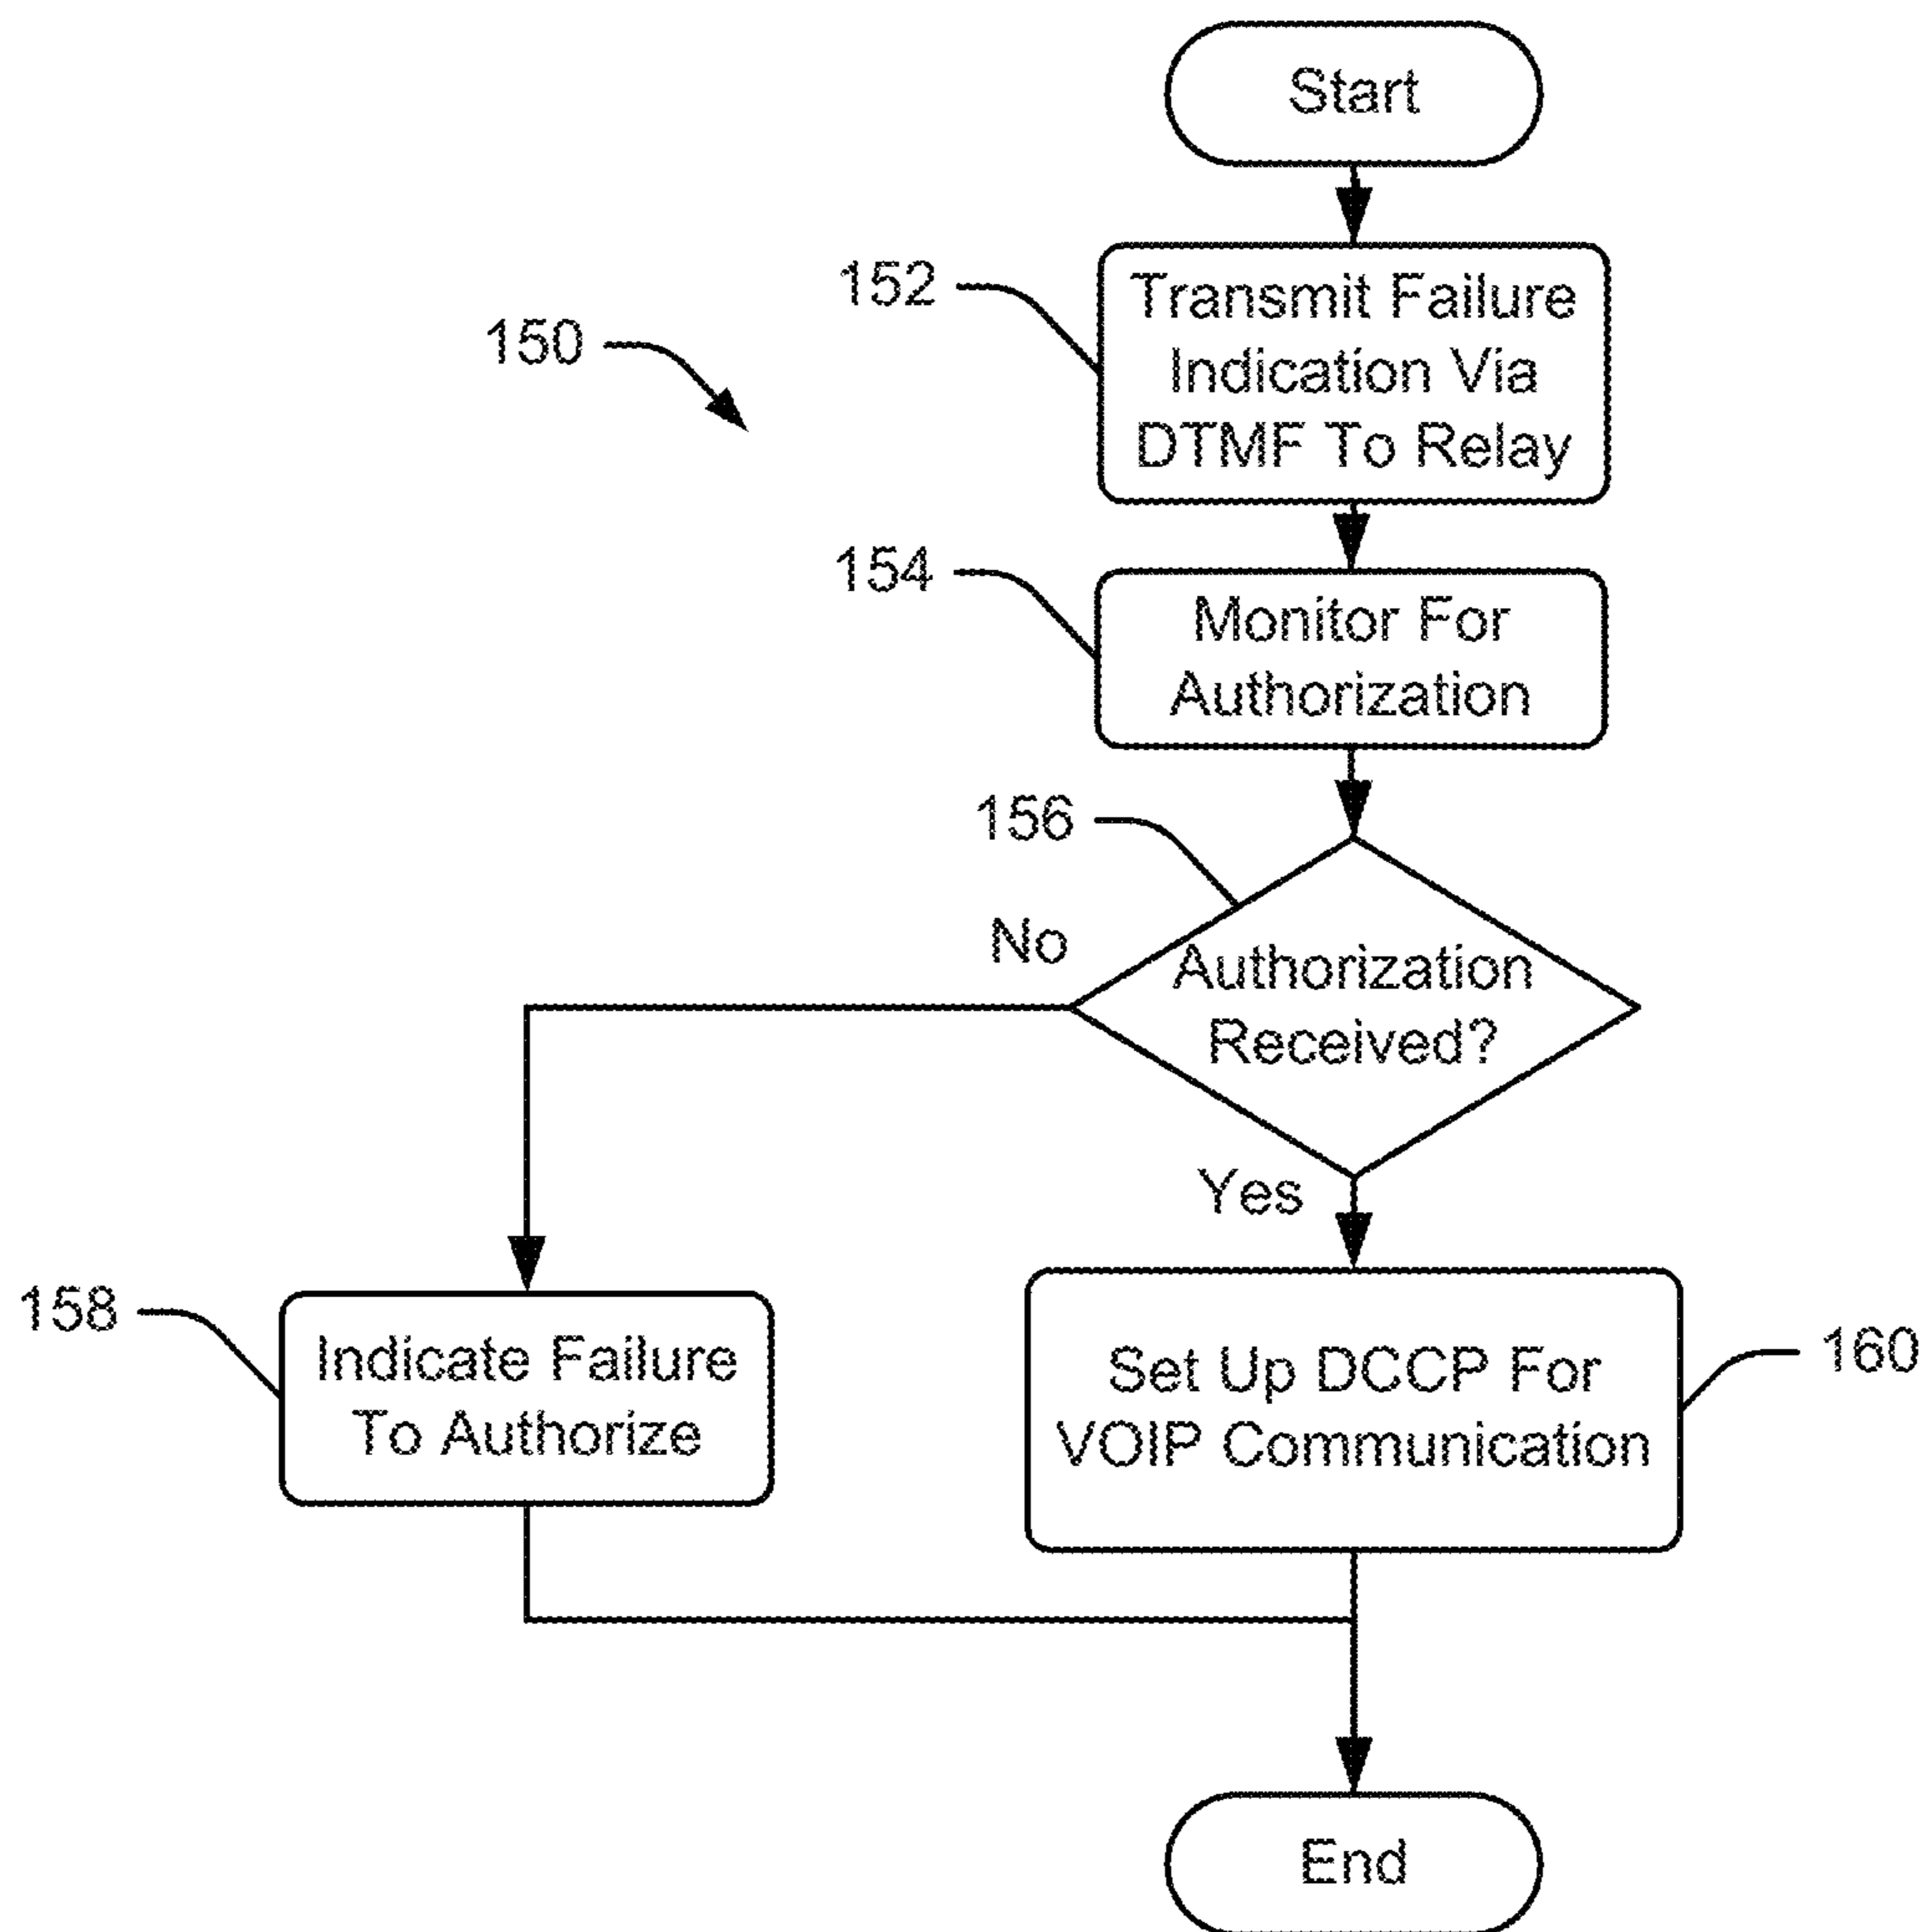 Start
152
Transmit Failure
Indication Via
DTMF To Relay
150
154
Monitor For
Authorization
156
No
Authorization
Received?
Yes
158
Indicate Failure
To Authorize
Set Up DCCP For
VOIP Communication
160
End